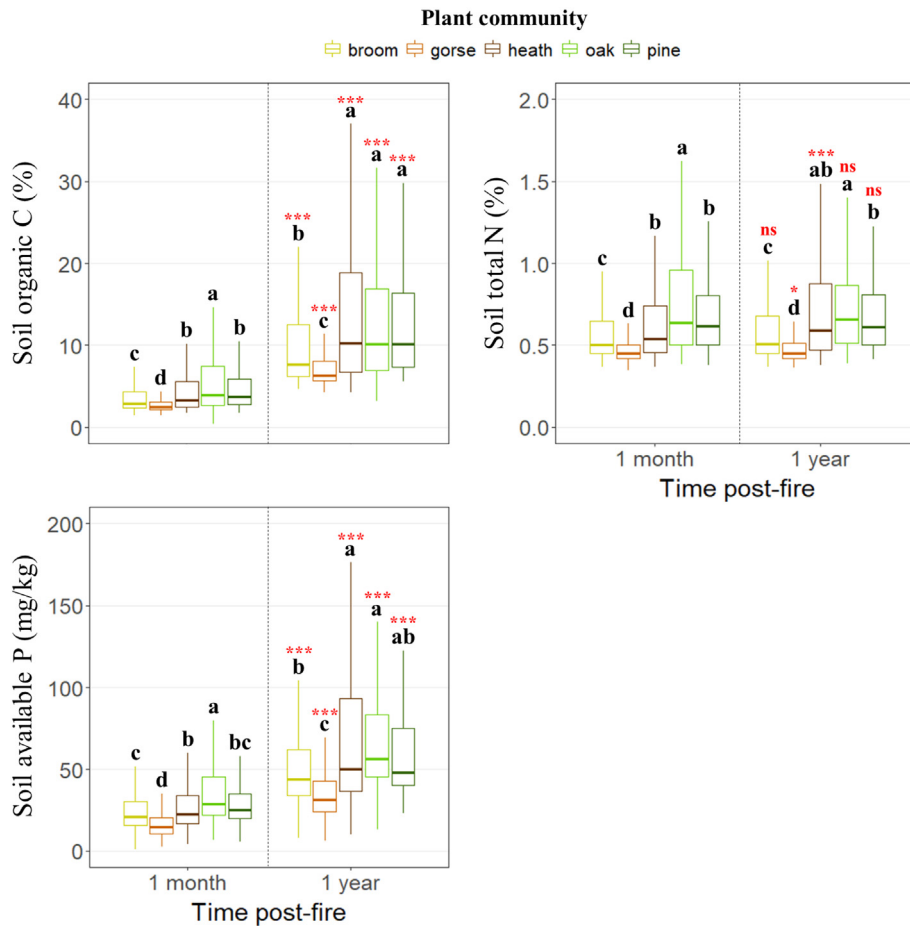 Plant community
broom gorse heath oak pine
Soil organic C (%)
40
30
20
10
0
c d b a b
*** b
*** c
*** a
*** a
*** a
Soil total N (%)
2.0
1.5
1.0
0.5
0.0
c d b a b
ns c
* d
*** ab
ns a
ns b
1 month 1 year
Time post-fire
Soil available P (mg/kg)
200
150
100
50
0
c d b a bc
*** b
*** c
*** a
*** a
*** ab
1 month 1 year
Time post-fire